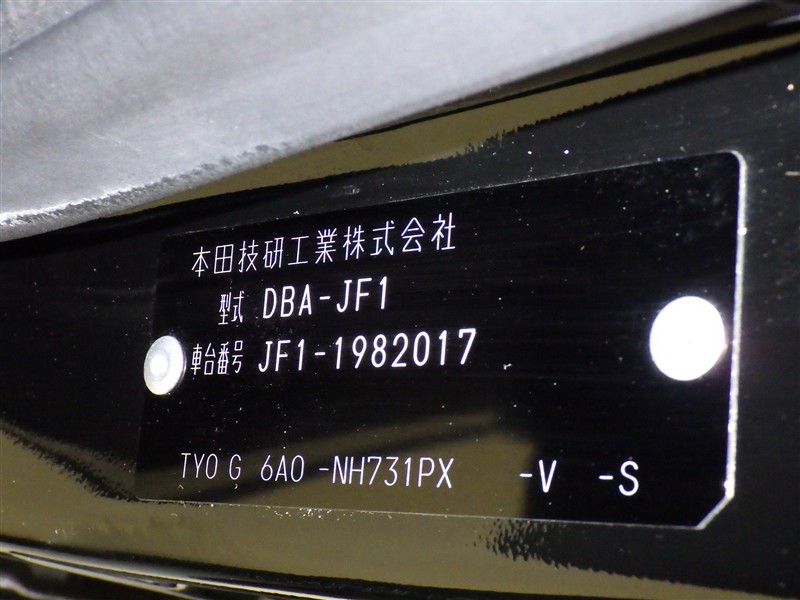 本田技研工業株式会社
型式 DBA-JF1
車台番号 JF1-1982017
TY0 G 6A0 -NH731PX -V -S